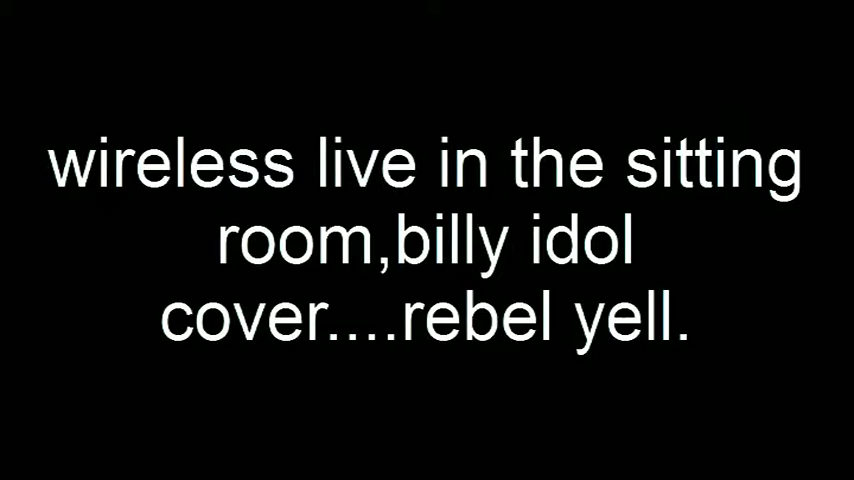 wireless live in the sitting
room,billy idol
cover....rebel yell.